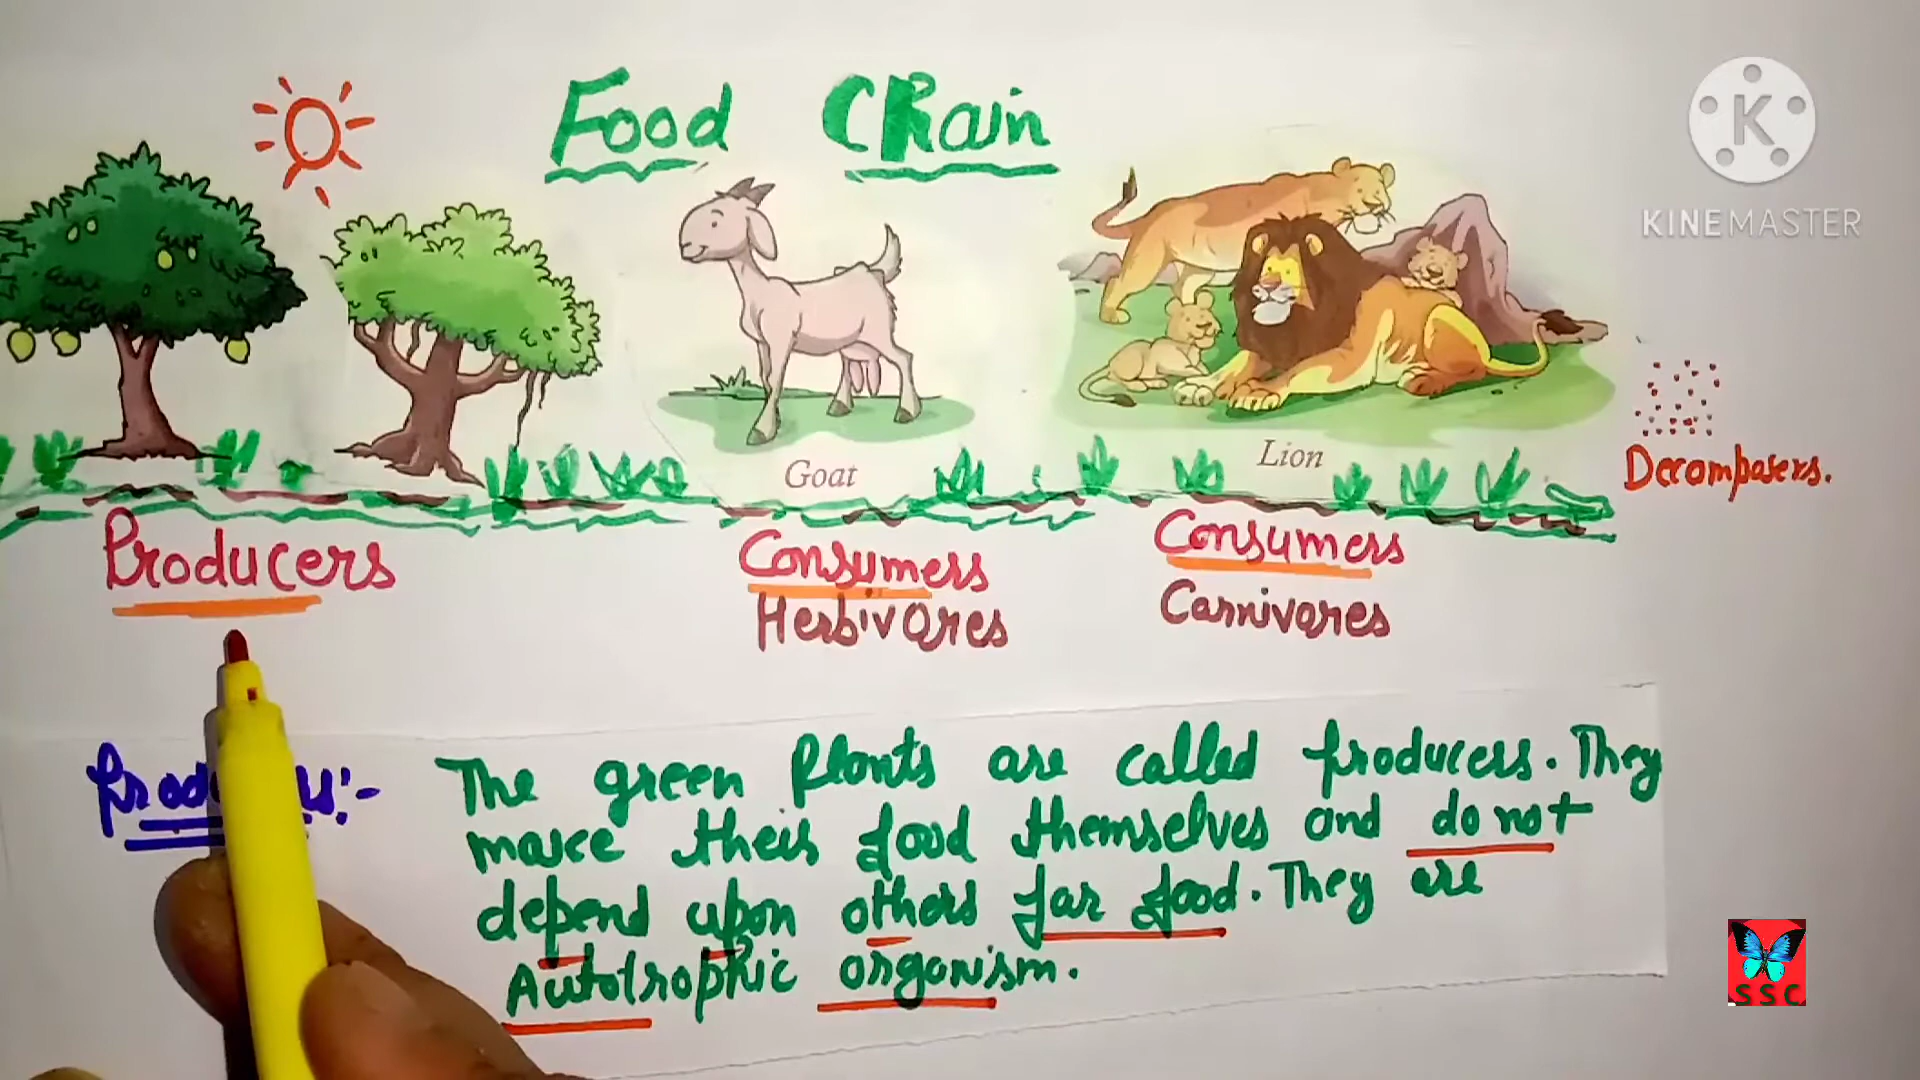 Food Chain
KINEMASTER
Goat
Lion
Decomposers.
Producers
Consumers
Herbivores
Consumers
Carnivores
Producers:- The green Plants are called producers. They
make their food themselves and do not
depend upon others for food. They are
Autotrophic organism.
SSC